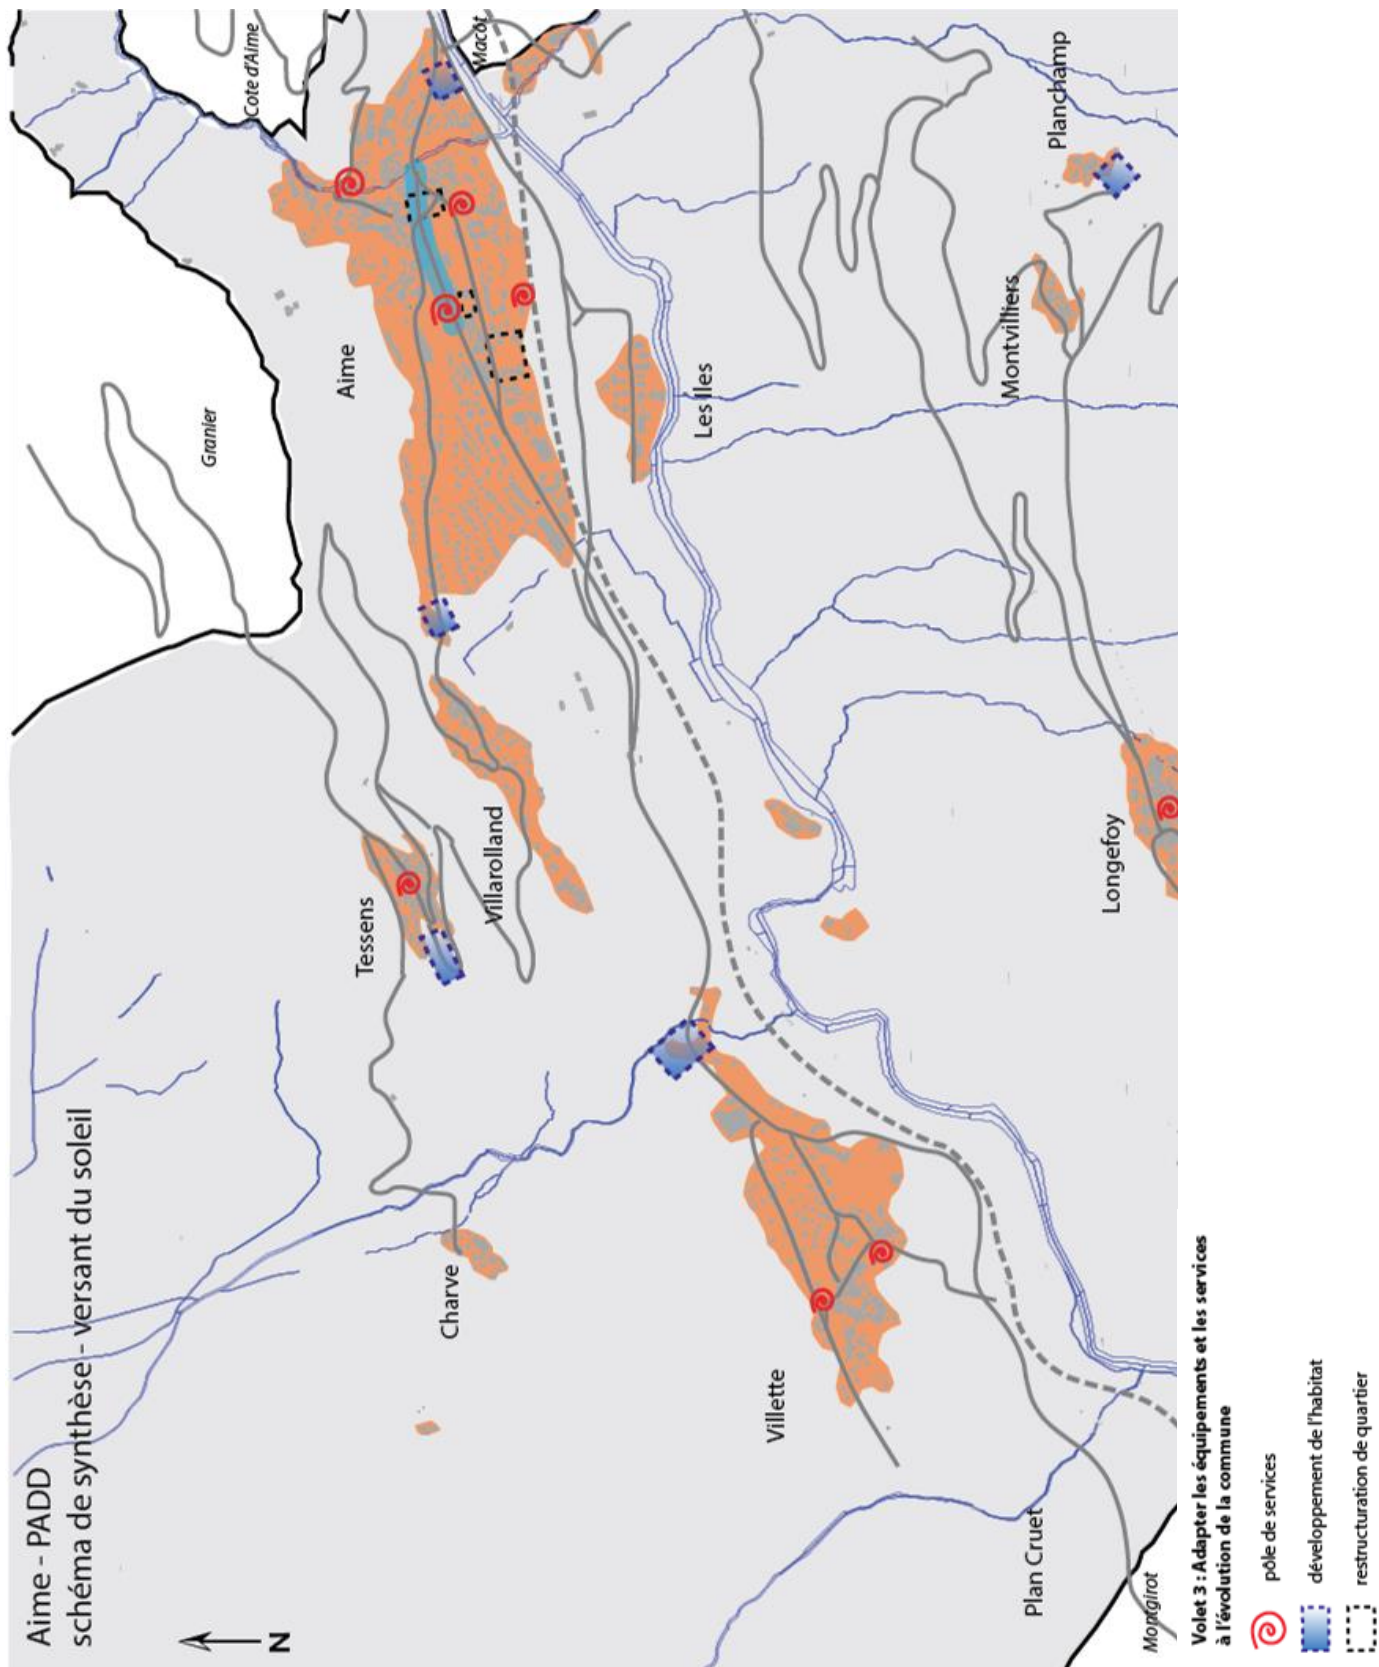 Aime - PADD
schéma de synthèse - versant du soleil
N
Granier
Cote d'Aime
Macôt
Aime
Tessens
Villarolland
Charve
Les Iles
Villette
Montvilliers
Planchamp
Longefoy
Plan Cruet
Montgirot
Volet 3 : Adapter les équipements et les services
à l'évolution de la commune
pôle de services
développement de l'habitat
restructuration de quartier